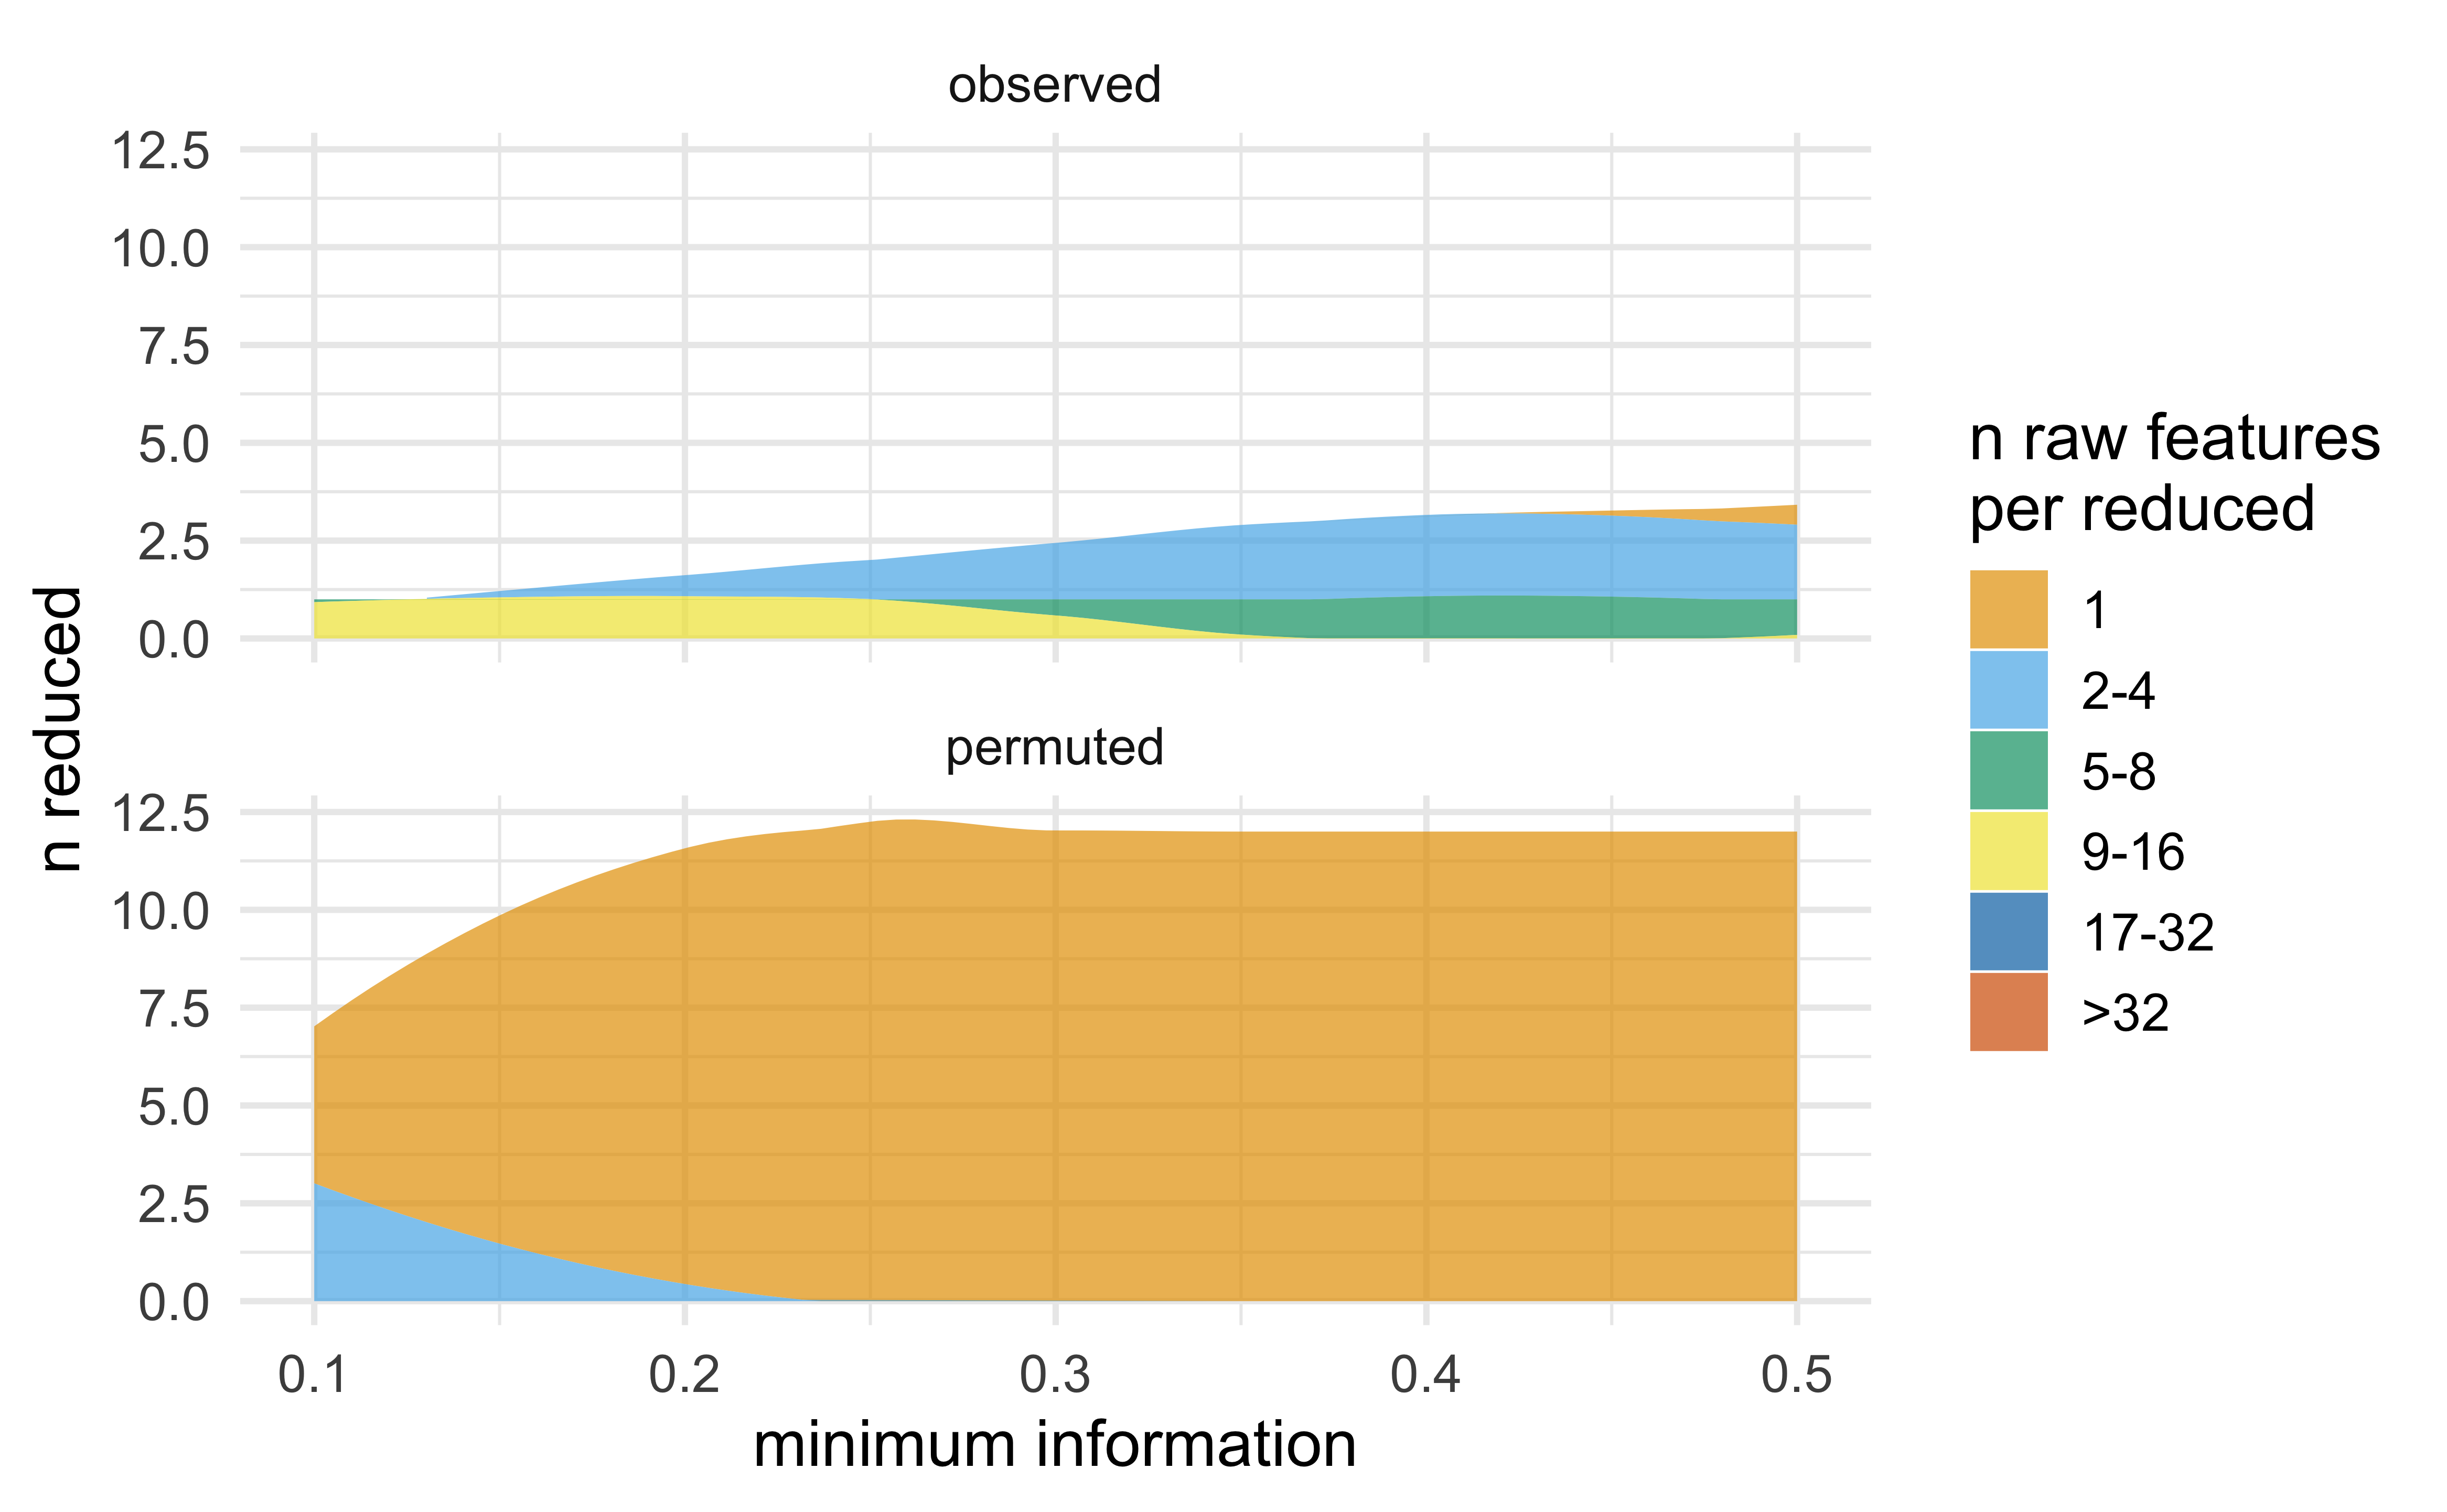 observed
12.5
10.0
7.5
5.0
2.5
0.0
n reduced
permuted
12.5
10.0
7.5
5.0
2.5
0.0
0.1 0.2 0.3 0.4 0.5
minimum information
n raw features
per reduced
1
2-4
5-8
9-16
17-32
>32